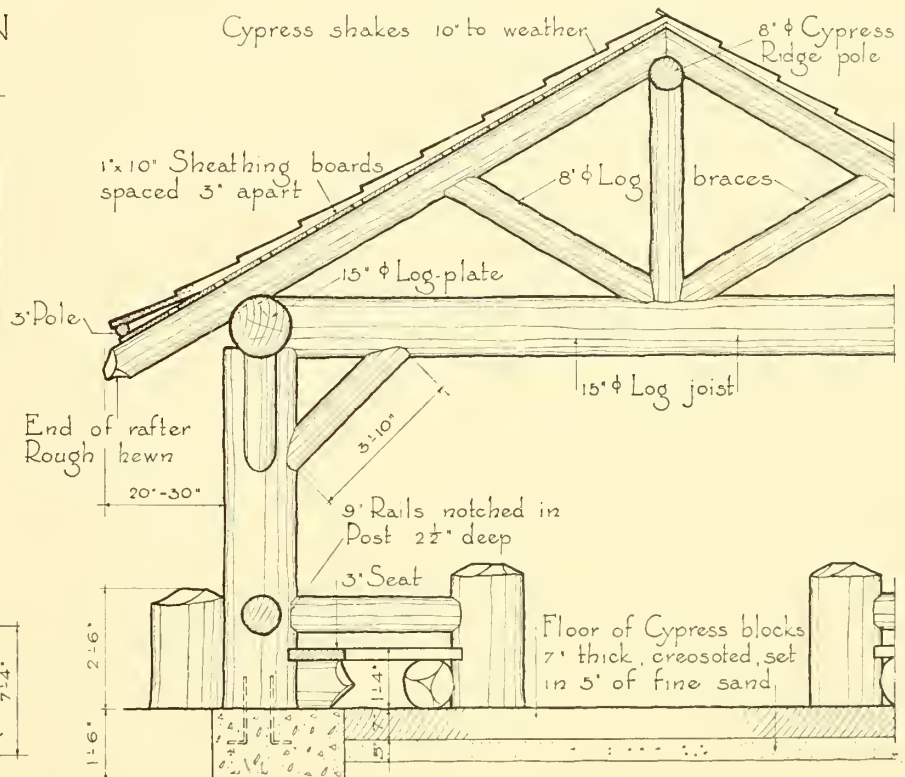 N
Cypress shakes 10" to weather
8" ϕ Cypress
Ridge pole
1"x 10" Sheathing boards
spaced 3" apart
8" ϕ Log braces
15" ϕ Log-plate
3" Pole
15" ϕ Log joist
End of rafter
Rough hewn
3'-10"
20"-30"
9" Rails notched in
Post 2½" deep
3" Seat
Floor of Cypress blocks
7" thick, creosoted, set
in 5" of fine sand
2'-6"
1'-4"
7'-4"
1'-6"
5" 7"